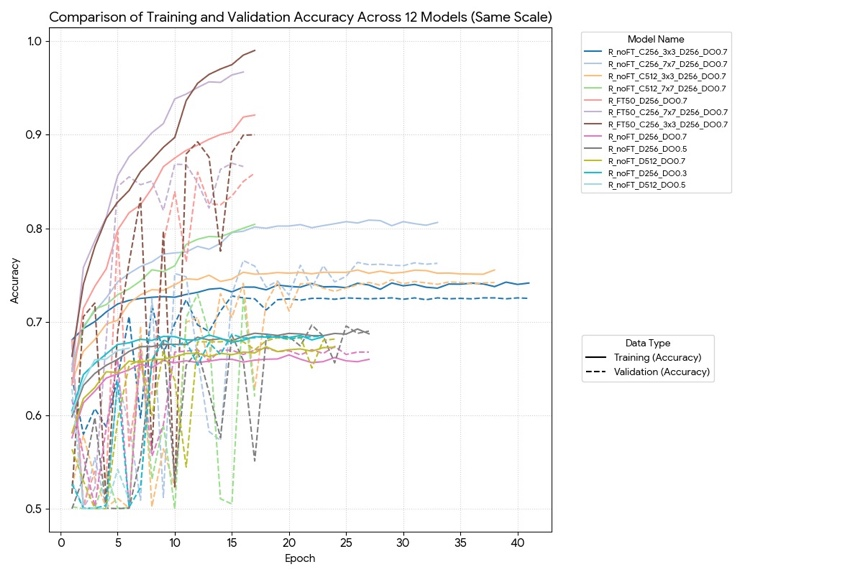 Comparison of Training and Validation Accuracy Across 12 Models (Same Scale)
1.0
0.9
0.8
0.7
0.6
0.5
Accuracy
0
5
10
15
20
25
30
35
40
Epoch
Model Name
R_noFT_C256_3x3_D256_DO0.7
R_noFT_C256_7x7_D256_DO0.7
R_noFT_C512_3x3_D256_DO0.7
R_noFT_C512_7x7_D256_DO0.7
R_FT50_D256_DO0.7
R_FT50_C256_7x7_D256_DO0.7
R_FT50_C256_3x3_D256_DO0.7
R_noFT_D256_DO0.7
R_noFT_D256_DO0.5
R_noFT_D512_DO0.7
R_noFT_D256_DO0.3
R_noFT_D512_DO0.5
Data Type
Training (Accuracy)
Validation (Accuracy)